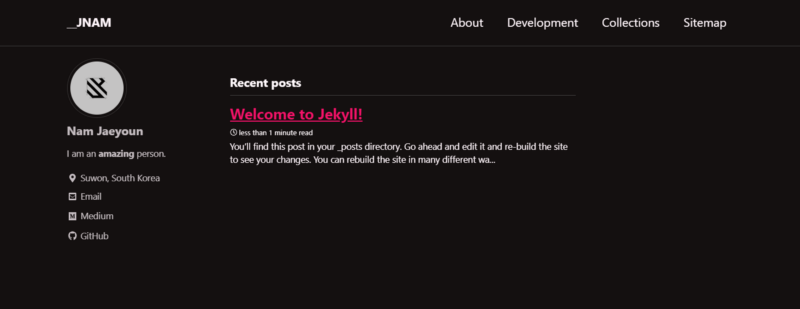 __JNAM
About Development Collections Sitemap
Nam Jaeyoun
I am an amazing person.
Suwon, South Korea
Email
Medium
GitHub
Recent posts
Welcome to Jekyll!
less than 1 minute read
You'll find this post in your _posts directory. Go ahead and edit it and re-build the site
to see your changes. You can rebuild the site in many different wa...